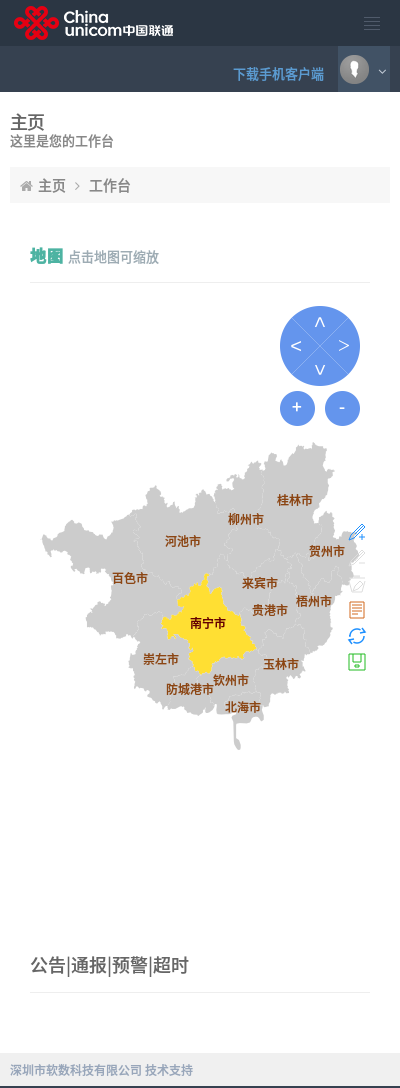 China
unicom中国联通
下载手机客户端
主页
这里是您的工作台
主页 > 工作台
地图 点击地图可缩放
+ -
桂林市
柳州市
河池市
贺州市
百色市
来宾市
梧州市
贵港市
南宁市
崇左市
玉林市
钦州市
防城港市
北海市
公告|通报|预警|超时
深圳市软数科技有限公司 技术支持